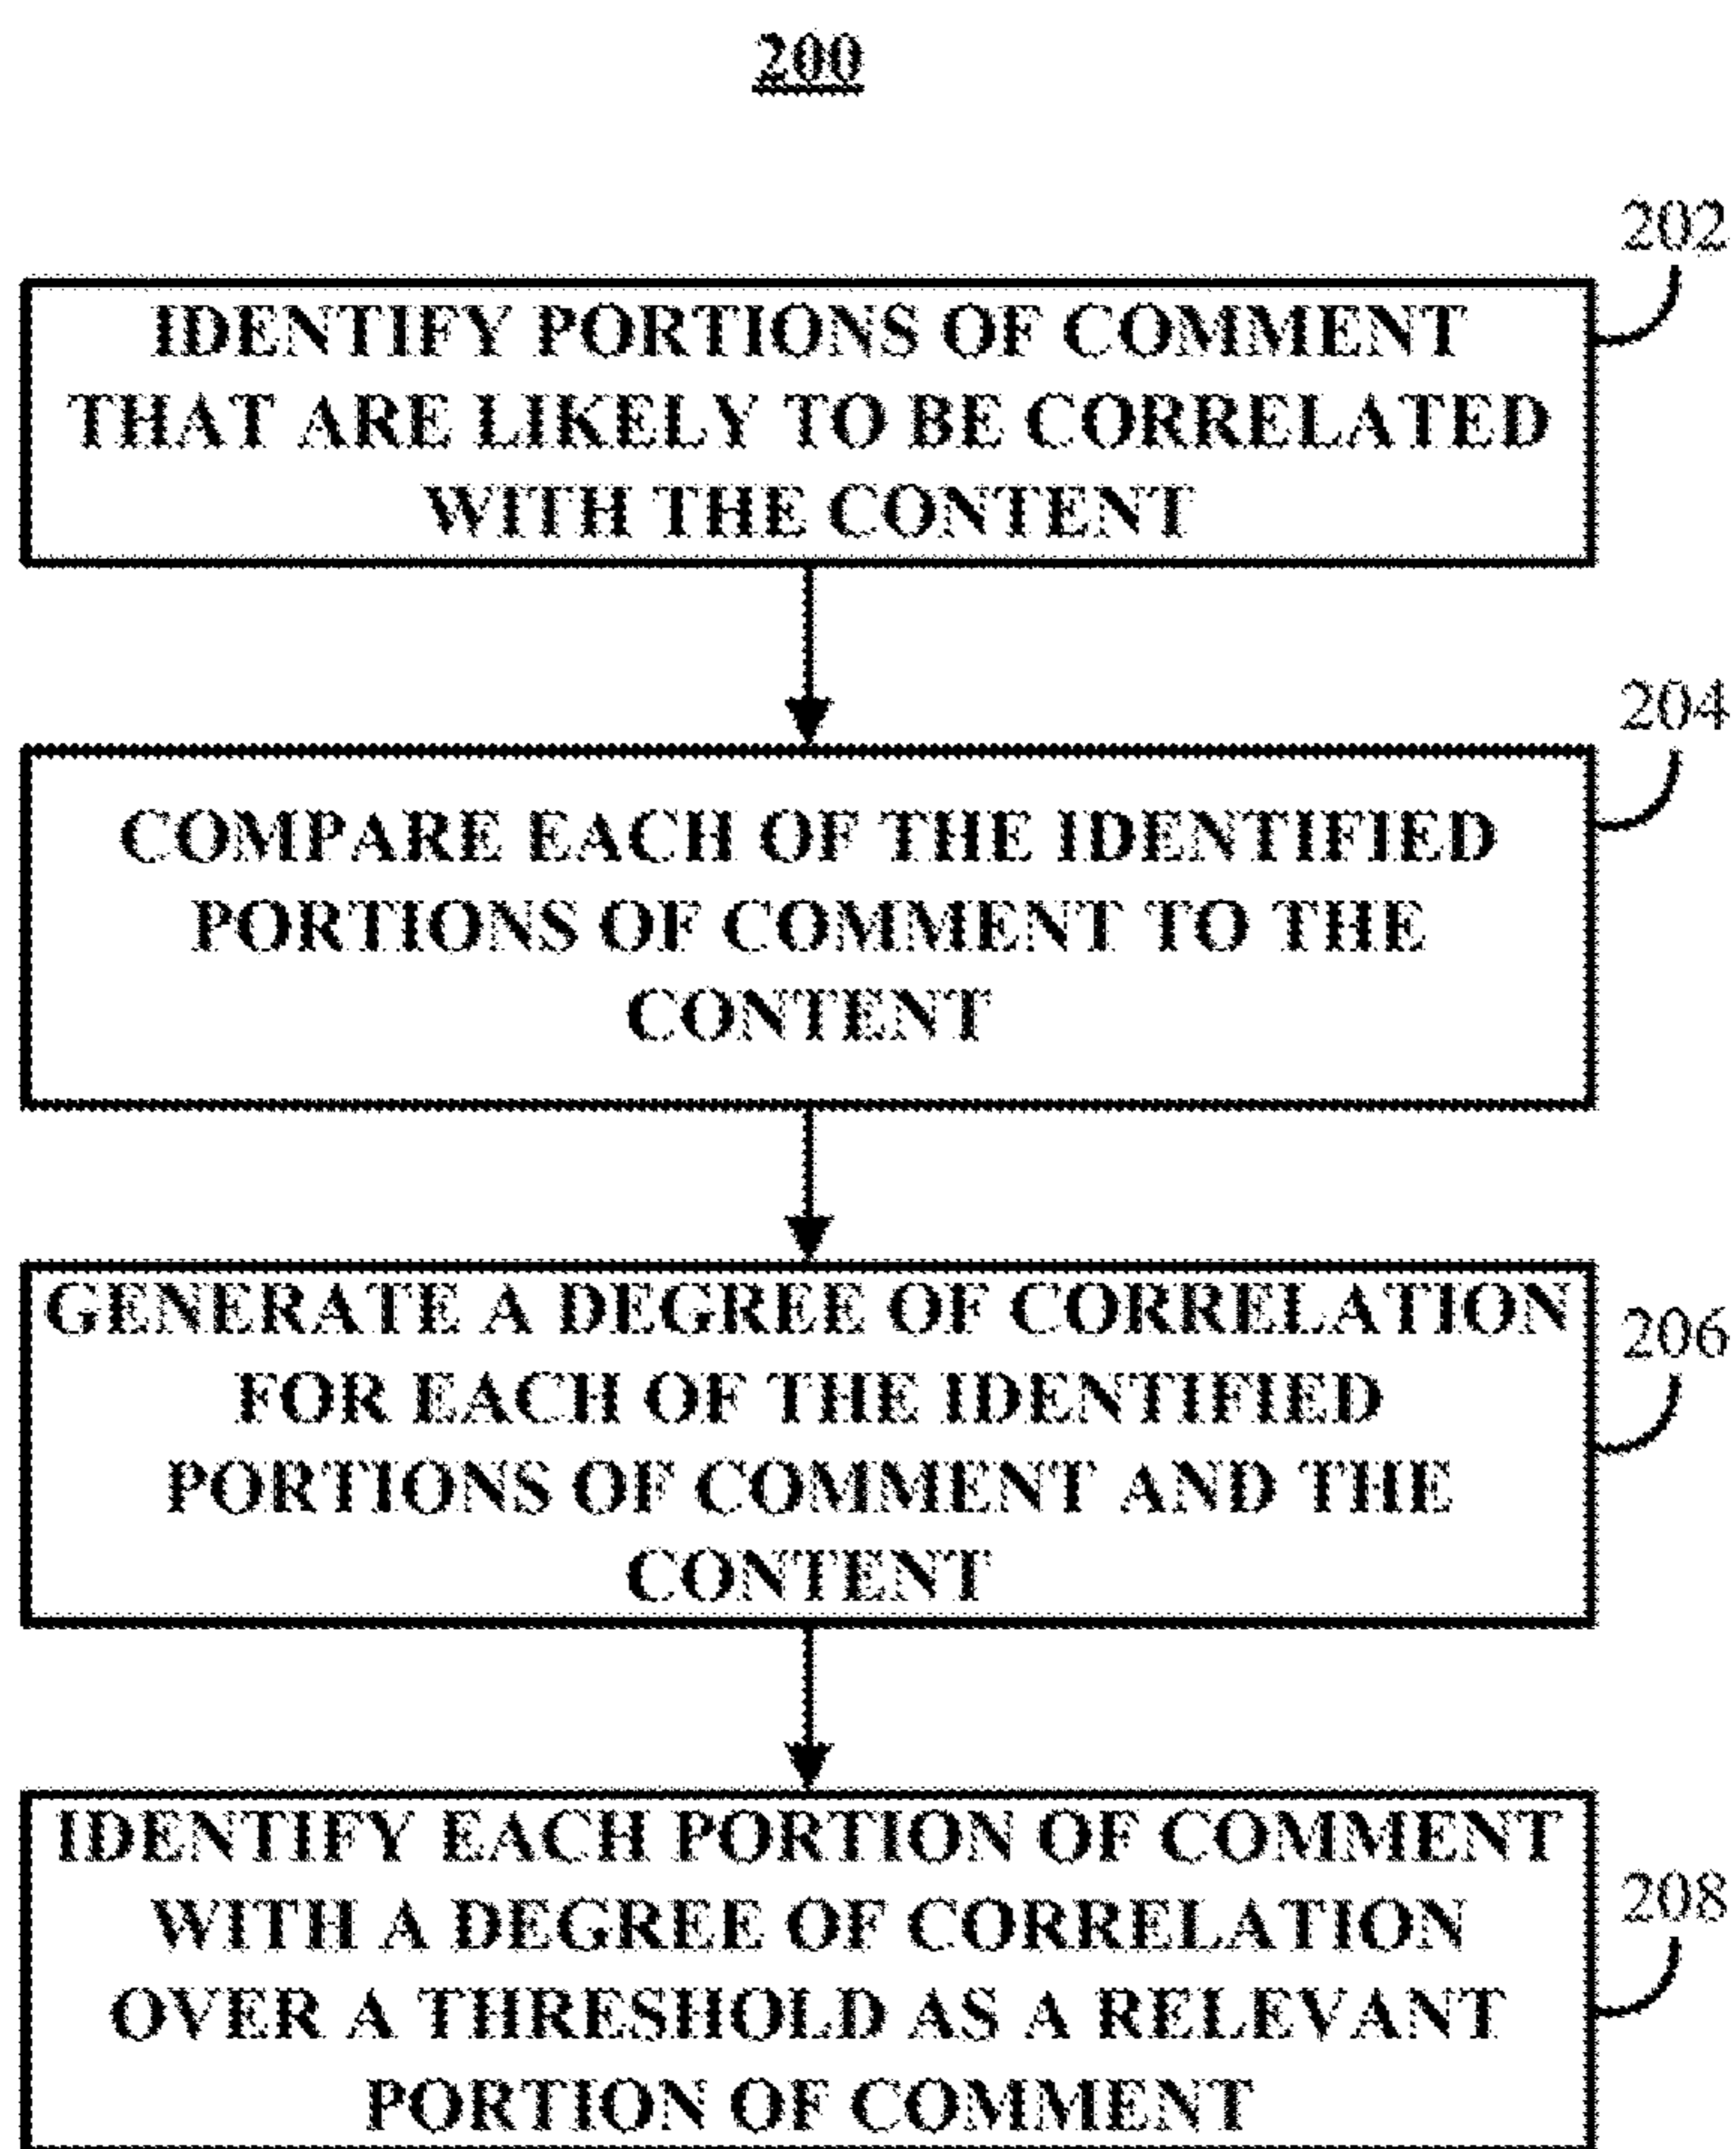 200
202
IDENTIFY PORTIONS OF COMMENT
THAT ARE LIKELY TO BE CORRELATED
WITH THE CONTENT
204
COMPARE EACH OF THE IDENTIFIED
PORTIONS OF COMMENT TO THE
CONTENT
GENERATE A DEGREE OF CORRELATION
206
FOR EACH OF THE IDENTIFIED
PORTIONS OF COMMENT AND THE
CONTENT
IDENTIFY EACH PORTION OF COMMENT
208
WITH A DEGREE OF CORRELATION
OVER A THRESHOLD AS A RELEVANT
PORTION OF COMMENT